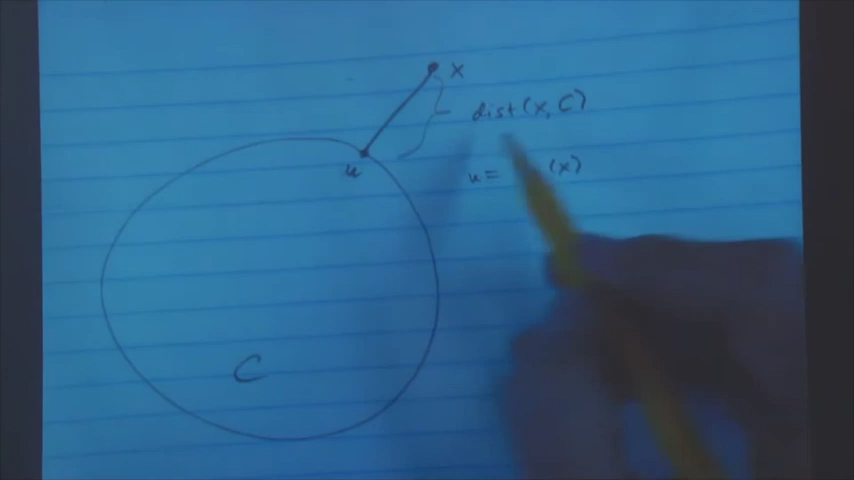 x
dist(x, C)
u
u = (x)
C